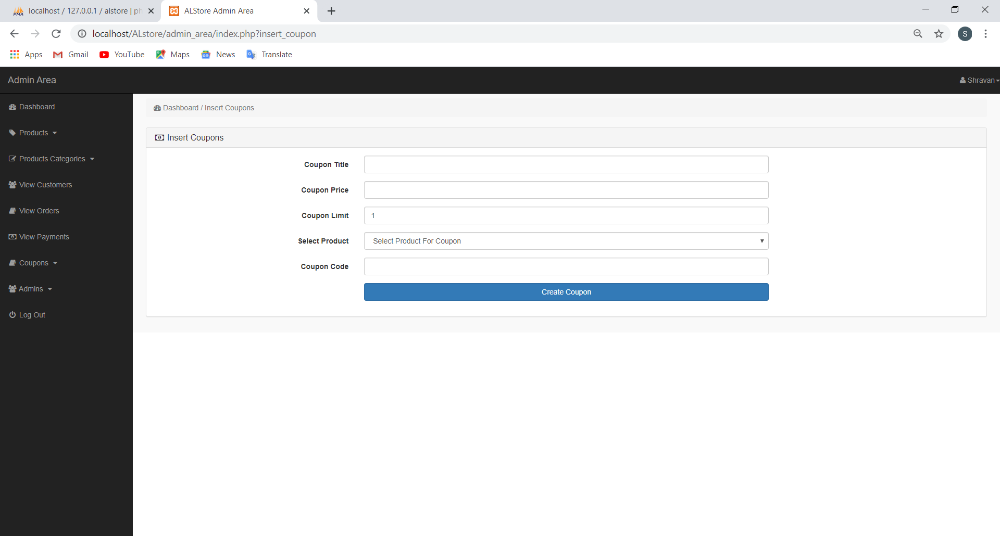 localhost / 127.0.0.1 / alstore | ph
ALStore Admin Area
localhost/ALstore/admin_area/index.php?insert_coupon
S
Apps
Gmail
YouTube
Maps
News
Translate
Admin Area
Shravan
Dashboard
Products
Products Categories
View Customers
View Orders
View Payments
Coupons
Admins
Log Out
Dashboard / Insert Coupons
Insert Coupons
Coupon Title
Coupon Price
Coupon Limit 1
Select Product Select Product For Coupon
Coupon Code
Create Coupon